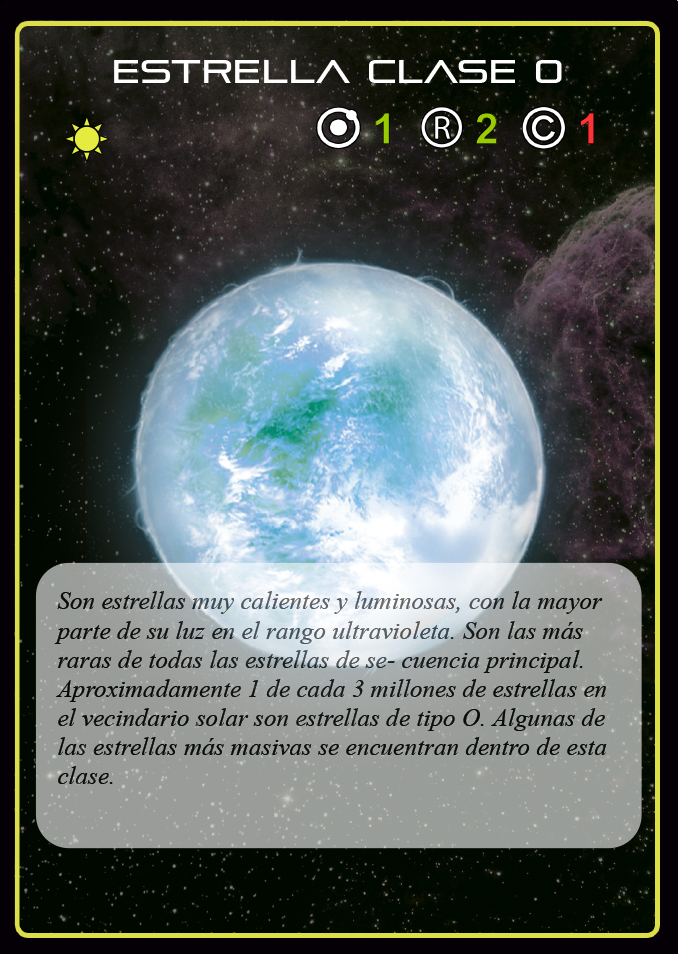 ESTRELLA CLASE O
1 R 2 C 1
Son estrellas muy calientes y luminosas, con la mayor
parte de su luz en el rango ultravioleta. Son las más
raras de todas las estrellas de se- cuencia principal.
Aproximadamente 1 de cada 3 millones de estrellas en
el vecindario solar son estrellas de tipo O. Algunas de
las estrellas más masivas se encuentran dentro de esta
clase.